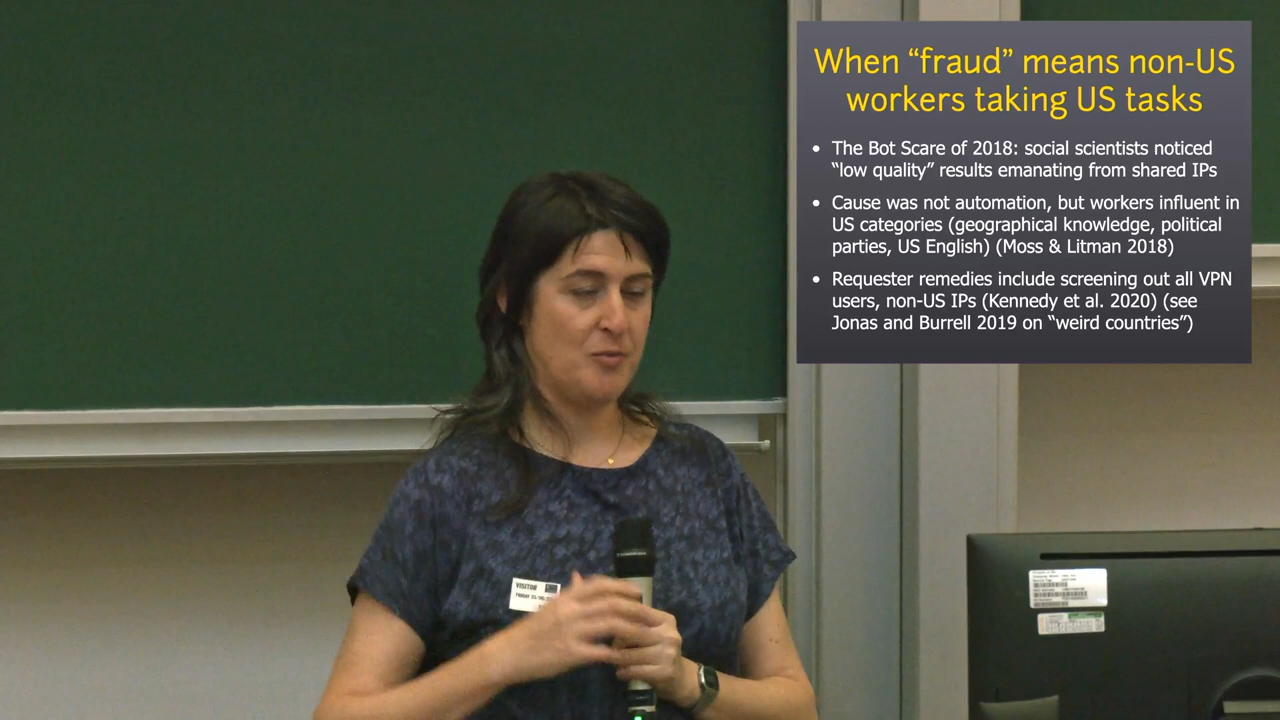 When “fraud” means non-US
workers taking US tasks
• The Bot Scare of 2018: social scientists noticed
“low quality” results emanating from shared IPs
• Cause was not automation, but workers influent in
US categories (geographical knowledge, political
parties, US English) (Moss & Litman 2018)
• Requester remedies include screening out all VPN
users, non-US IPs (Kennedy et al. 2020) (see
Jonas and Burrell 2019 on “weird countries”)
VISITOR
FRIDAY